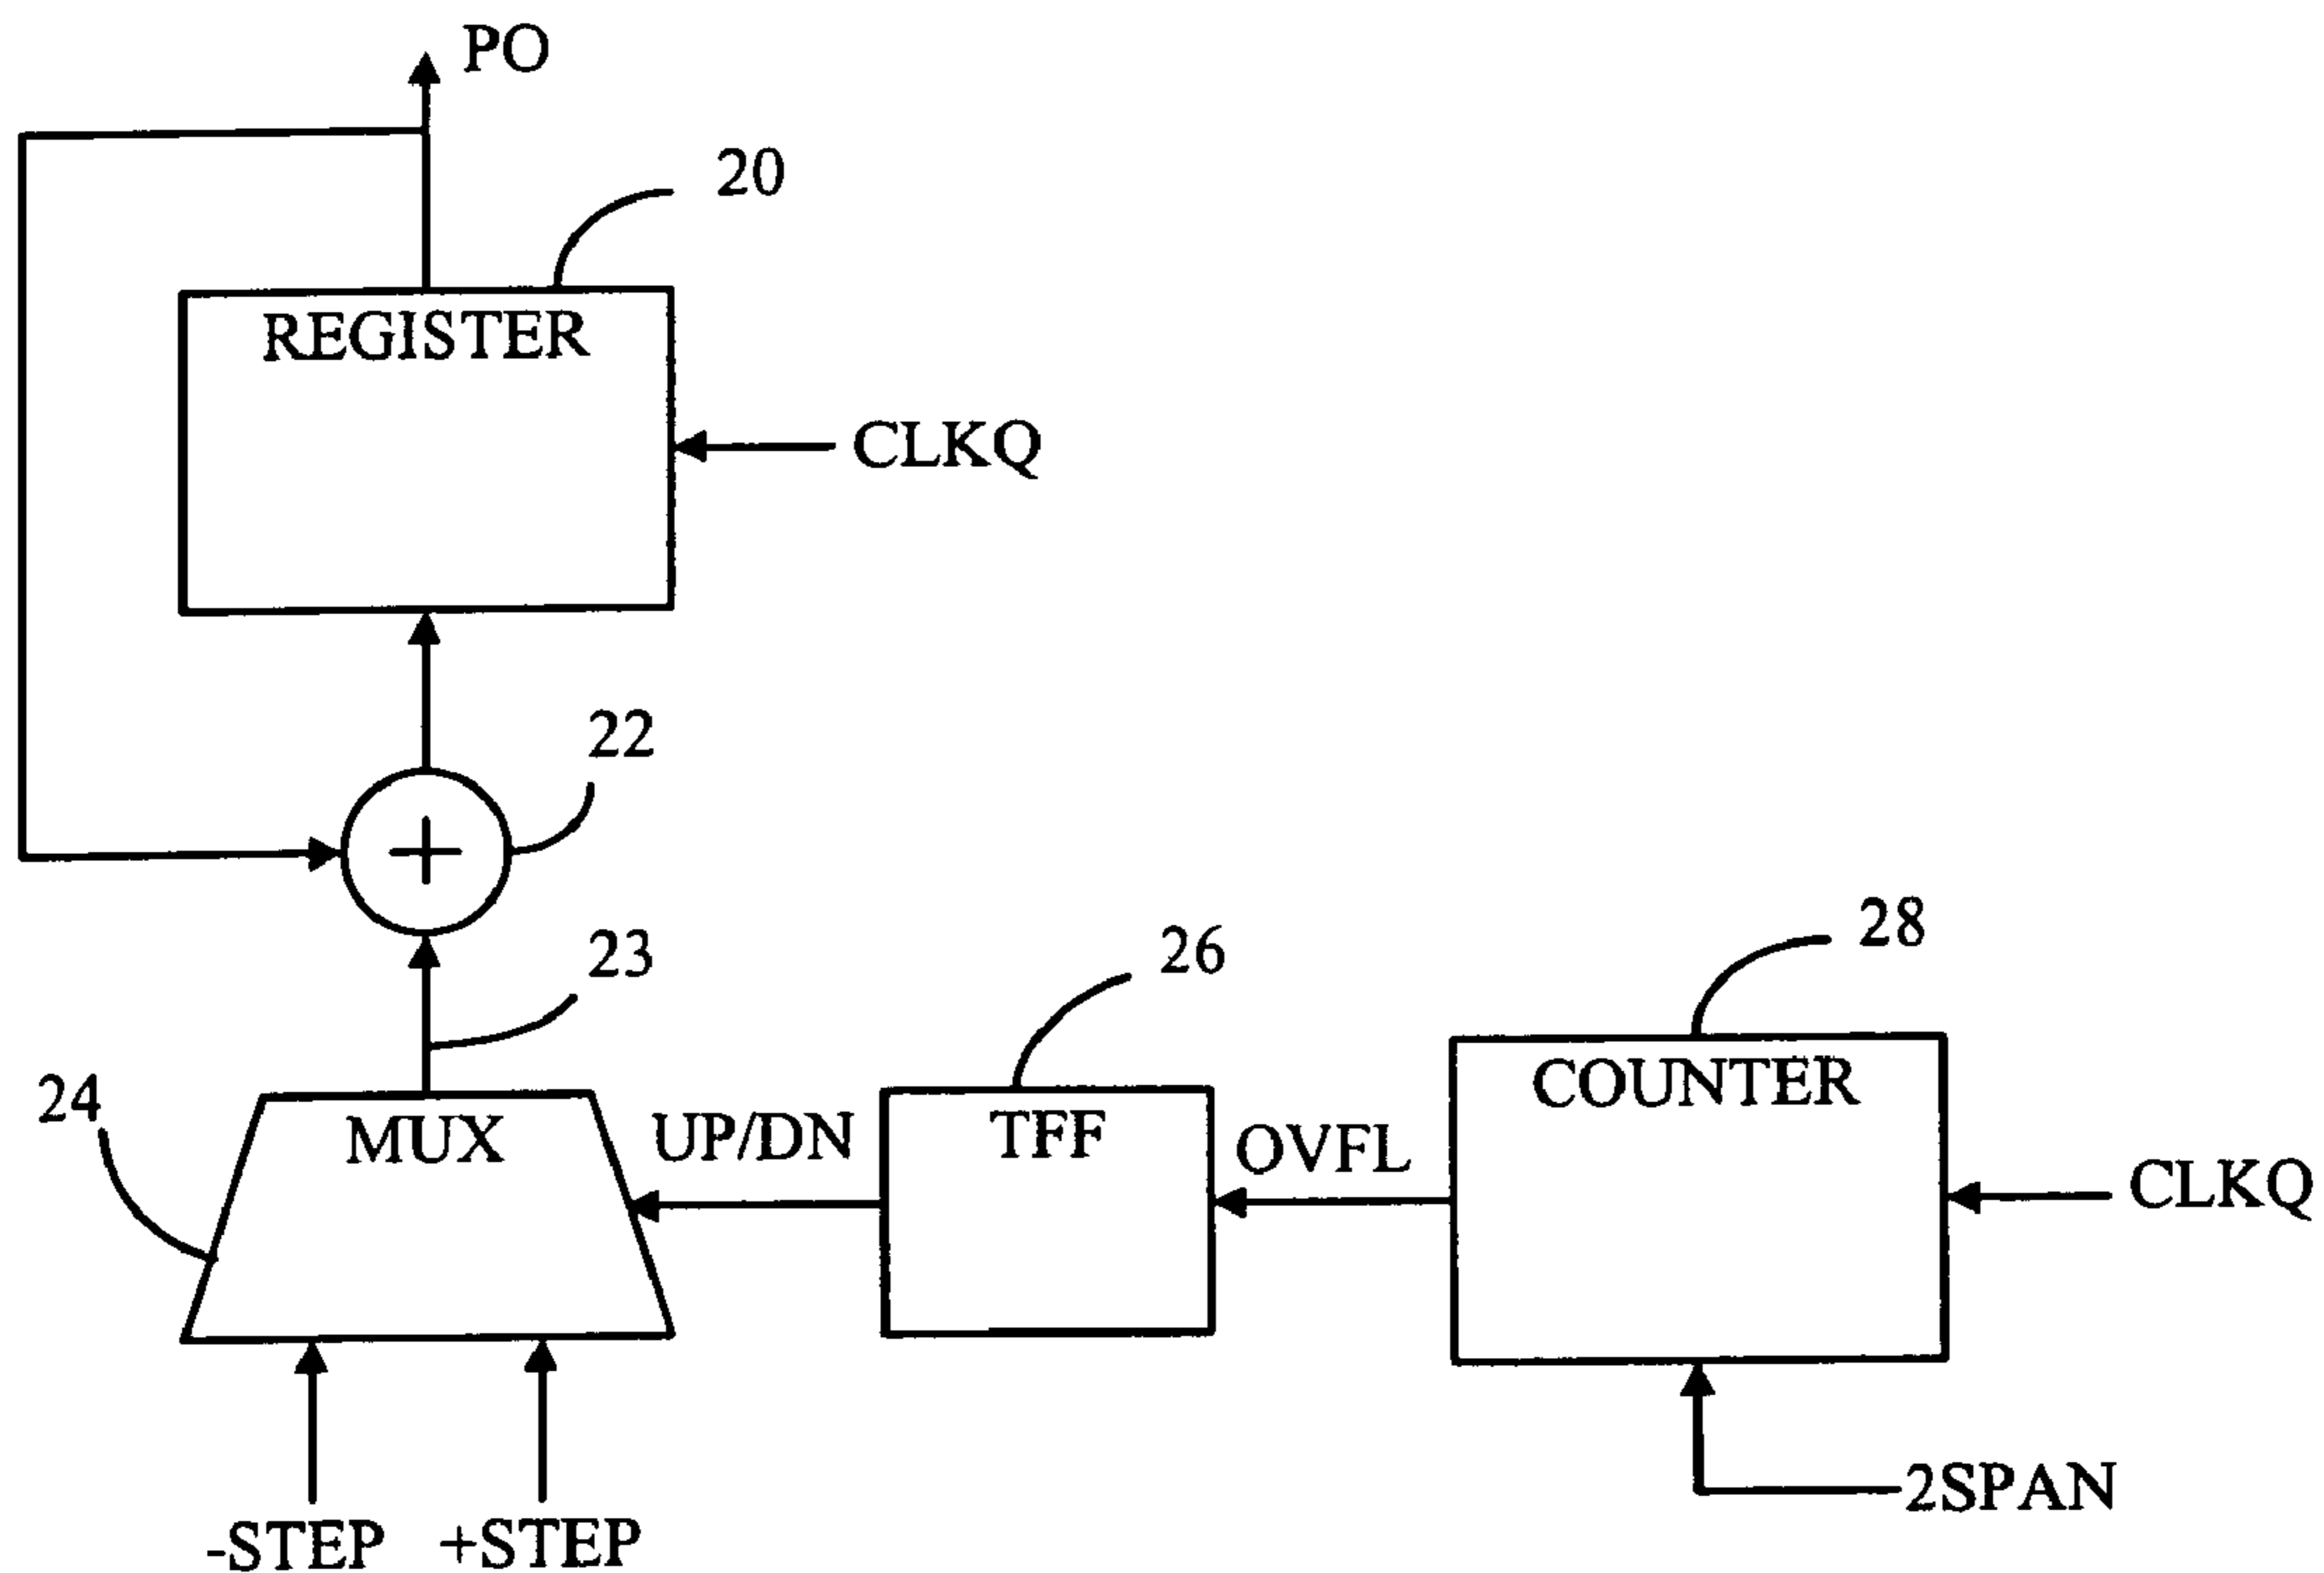 PO
20
REGISTER
CLKQ
22
23
26
28
24
MUX
UP/DN
TFF
OVFL
COUNTER
CLKQ
-STEP
+STEP
2SPAN